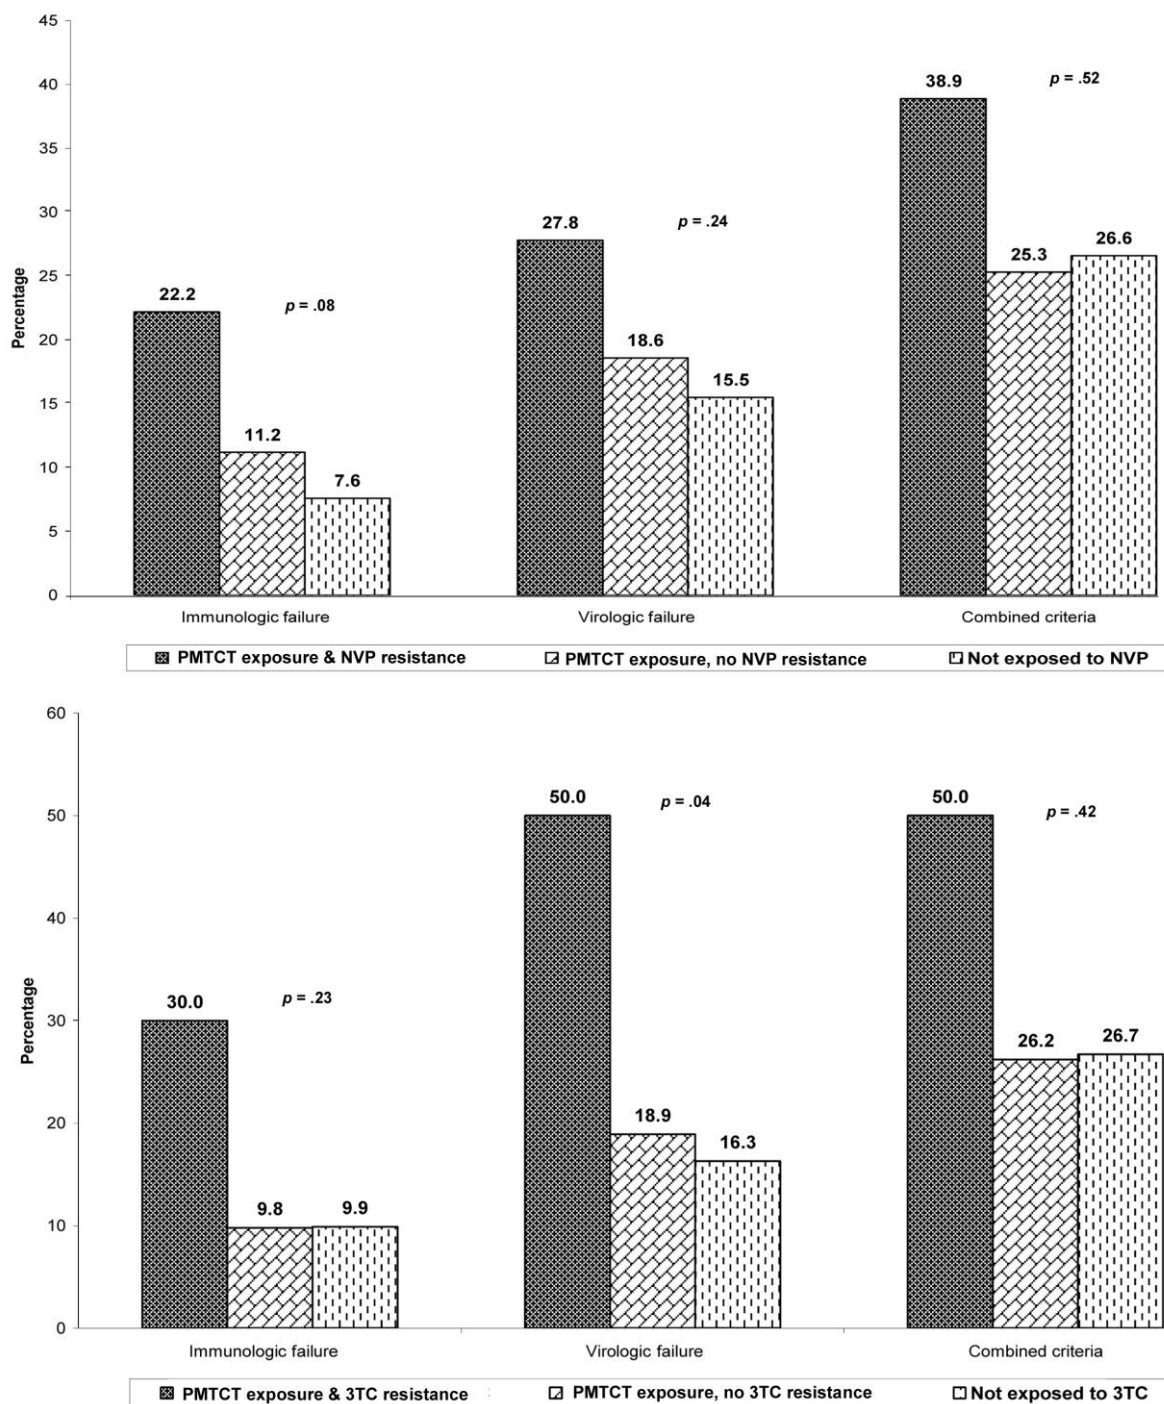 45
40
35
30
25
20
15
10
5
0
Percentage
22.2
11.2
7.6
p = .08
27.8
18.6
15.5
p = .24
38.9
25.3
26.6
p = .52
Immunologic failure
Virologic failure
Combined criteria
PMTCT exposure & NVP resistance
PMTCT exposure, no NVP resistance
Not exposed to NVP
60
50
40
30
20
10
0
Percentage
30.0
9.8
9.9
p = .23
50.0
18.9
16.3
p = .04
50.0
26.2
26.7
p = .42
Immunologic failure
Virologic failure
Combined criteria
PMTCT exposure & 3TC resistance
PMTCT exposure, no 3TC resistance
Not exposed to 3TC